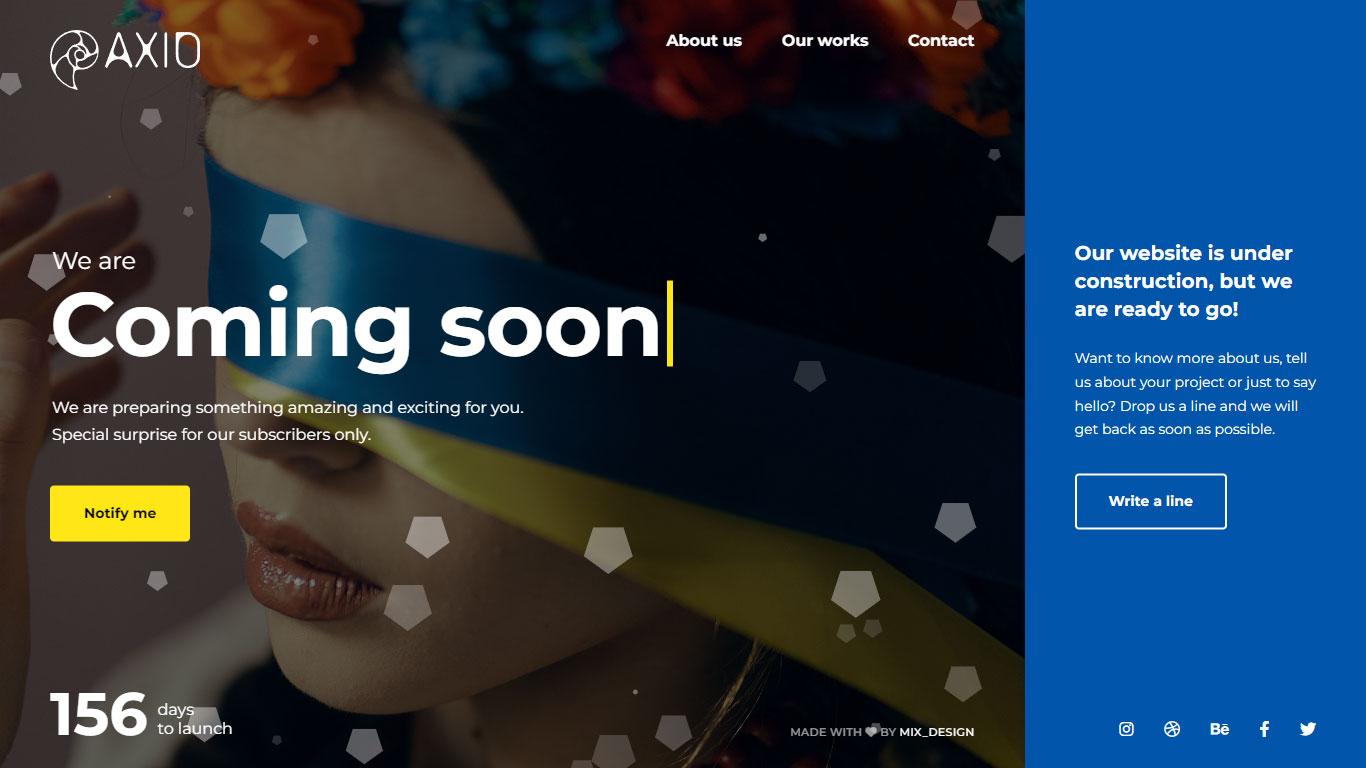 AXID
About us
Our works
Contact
We are
Coming soon
We are preparing something amazing and exciting for you.
Special surprise for our subscribers only.
Notify me
156
days
to launch
MADE WITH BY MIX_DESIGN
Our website is under
construction, but we
are ready to go!
Want to know more about us, tell
us about your project or just to say
hello? Drop us a line and we will
get back as soon as possible.
Write a line
Bē